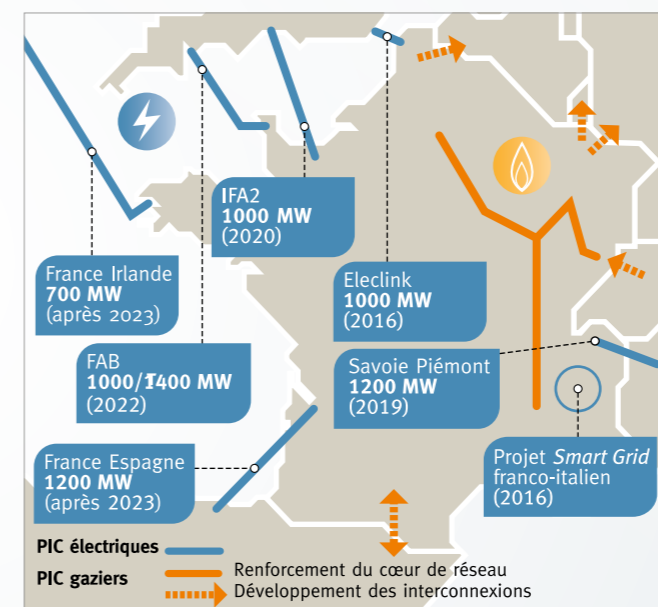 IFA2
1000 MW
(2020)
France Irlande
700 MW
(après 2023)
Eleclink
1000 MW
(2016)
FAB
1000/1400 MW
(2022)
Savoie Piémont
1200 MW
(2019)
France Espagne
1200 MW
(après 2023)
Projet Smart Grid
franco-italien
(2016)
PIC électriques
PIC gaziers
Renforcement du cœur de réseau
Développement des interconnexions